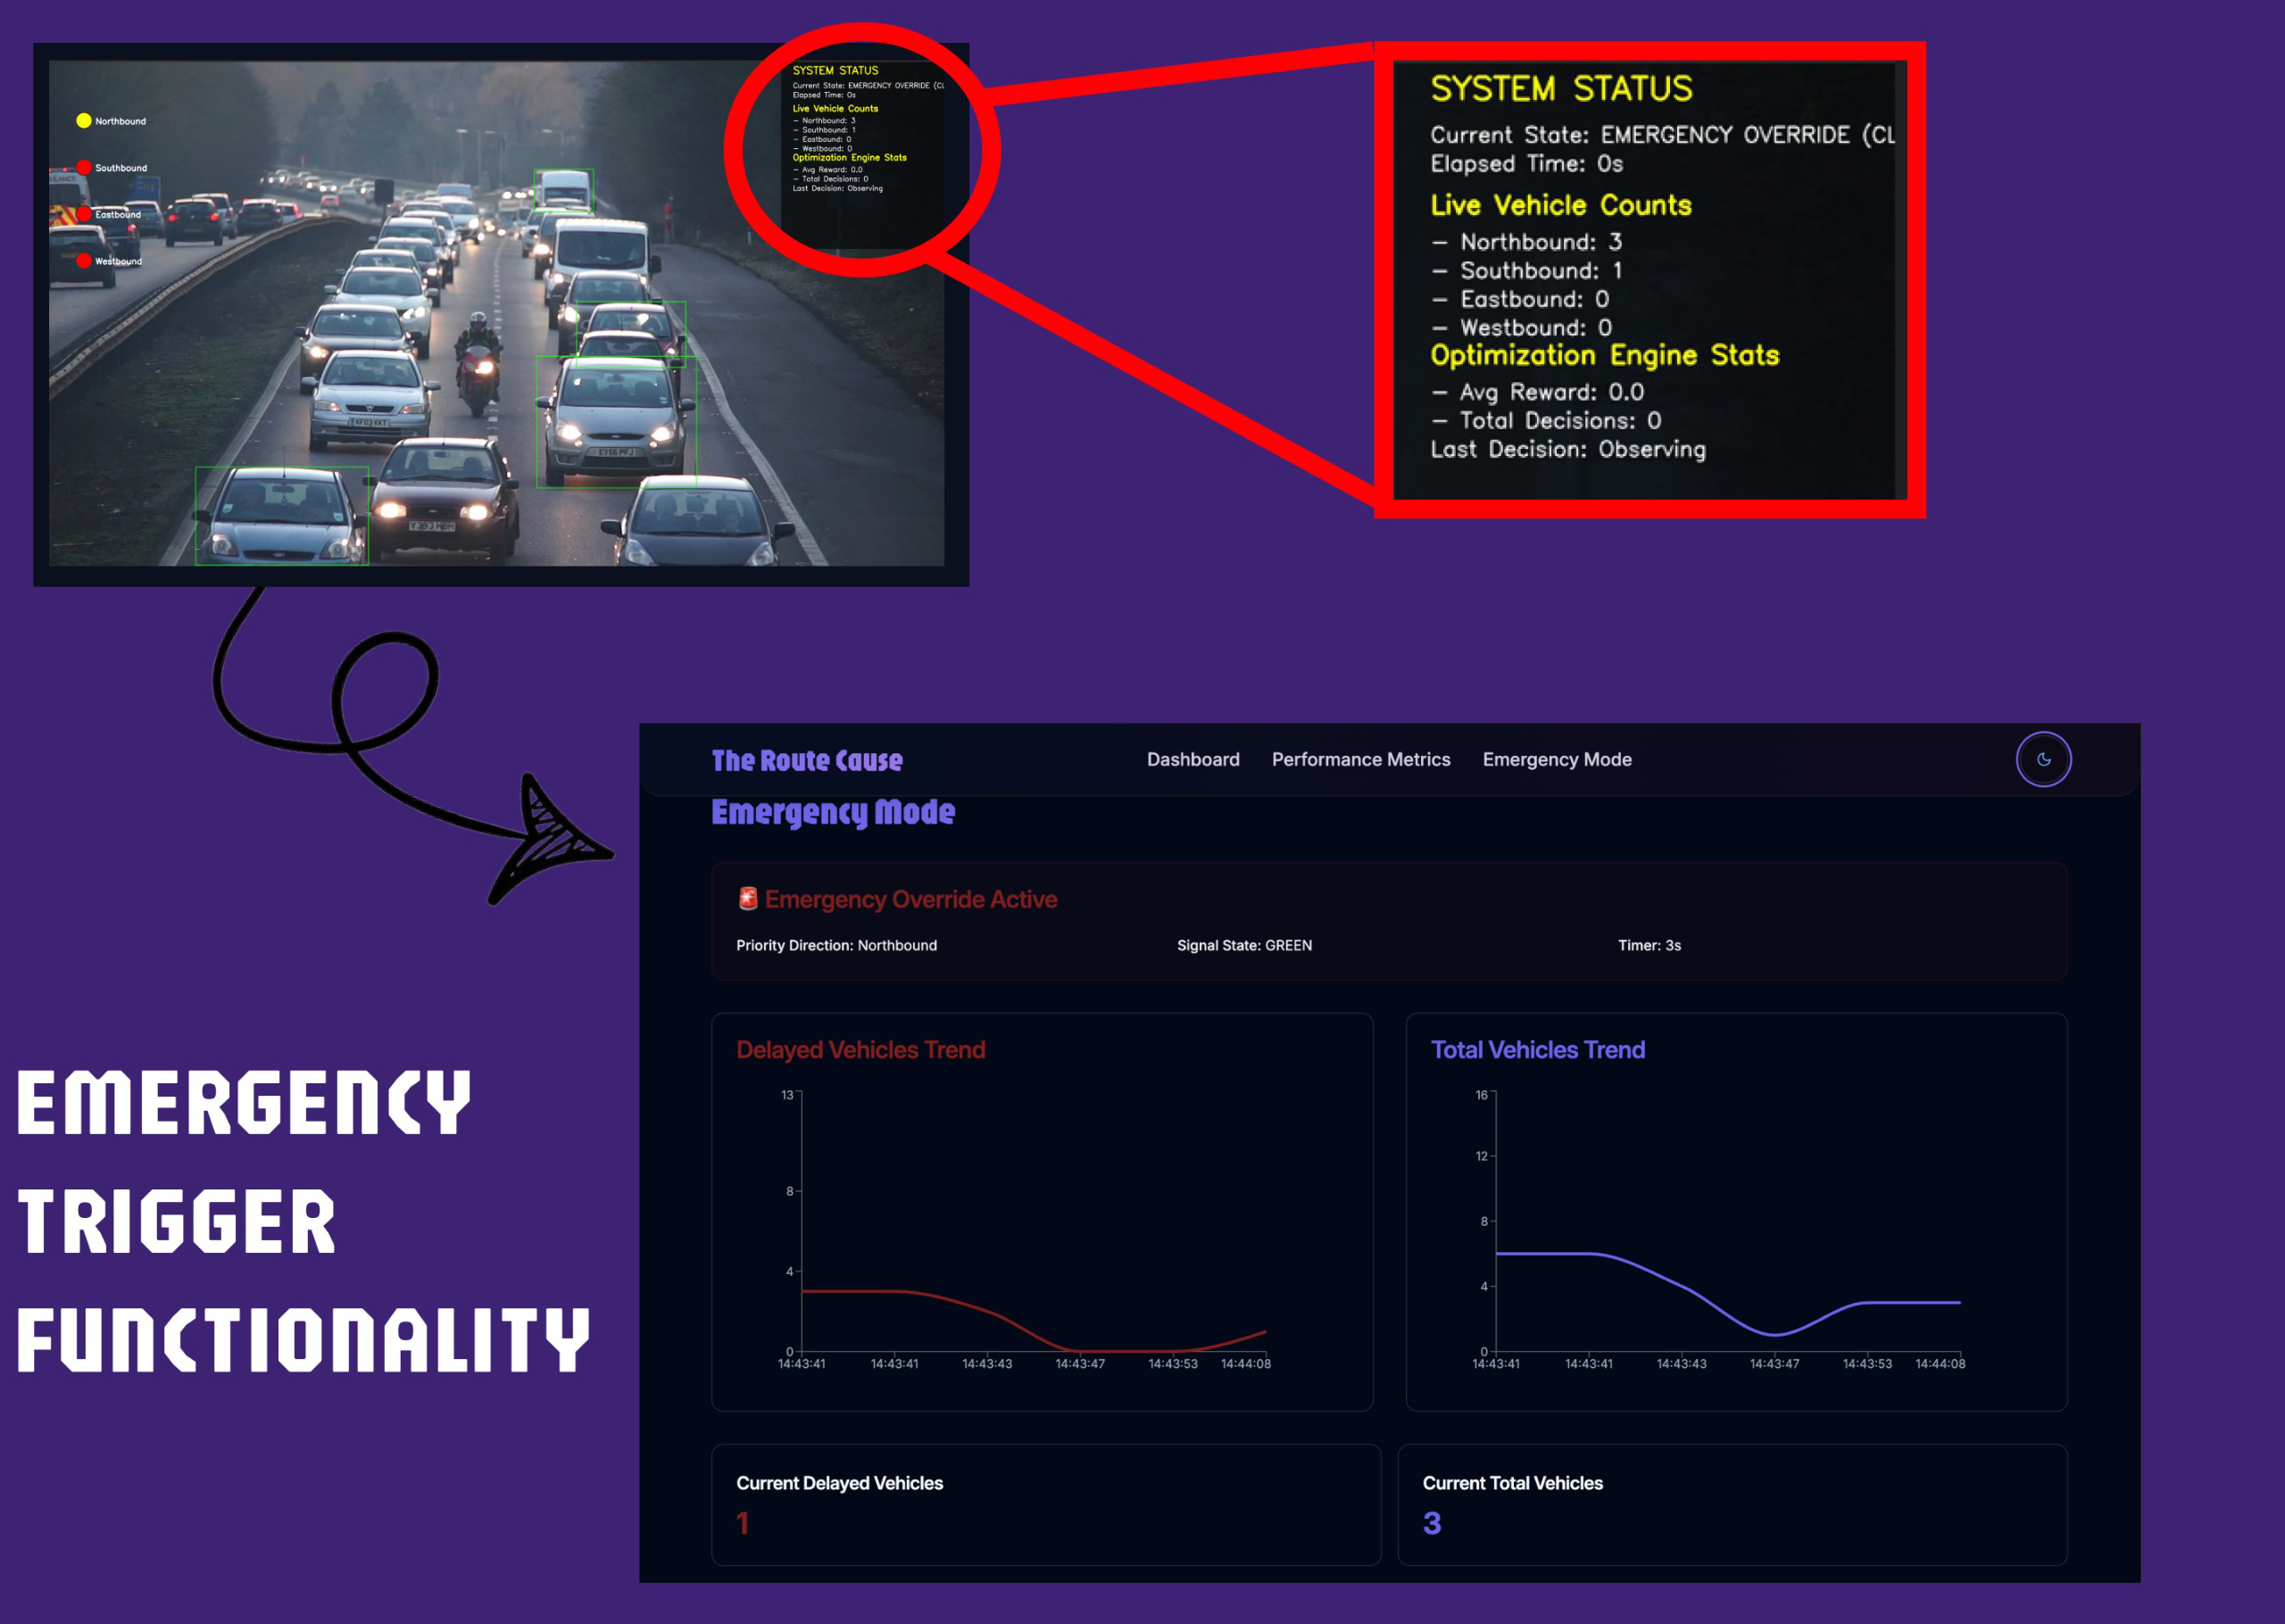 SYSTEM STATUS
Current State: EMERGENCY OVERRIDE (CL
Elapsed Time: 0s
Live Vehicle Counts
- Northbound: 3
- Southbound: 1
- Eastbound: 0
- Westbound: 0
Optimization Engine Stats
- Avg Reward: 0.0
- Total Decisions: 0
Last Decision: Observing
Northbound
Southbound
Eastbound
Westbound
EY56 PFJ
SYSTEM STATUS
Current State: EMERGENCY OVERRIDE (CL
Elapsed Time: 0s
Live Vehicle Counts
- Northbound: 3
- Southbound: 1
- Eastbound: 0
- Westbound: 0
Optimization Engine Stats
- Avg Reward: 0.0
- Total Decisions: 0
Last Decision: Observing
The Route Cause
Dashboard Performance Metrics Emergency Mode
Emergency Mode
🚨 Emergency Override Active
Priority Direction: Northbound Signal State: GREEN Timer: 3s
Delayed Vehicles Trend
13
8
4
0
14:43:41 14:43:41 14:43:43 14:43:47 14:43:53 14:44:08
Total Vehicles Trend
16
12
8
4
0
14:43:41 14:43:41 14:43:43 14:43:47 14:43:53 14:44:08
Current Delayed Vehicles
1
Current Total Vehicles
3
EMERGENCY
TRIGGER
FUNCTIONALITY